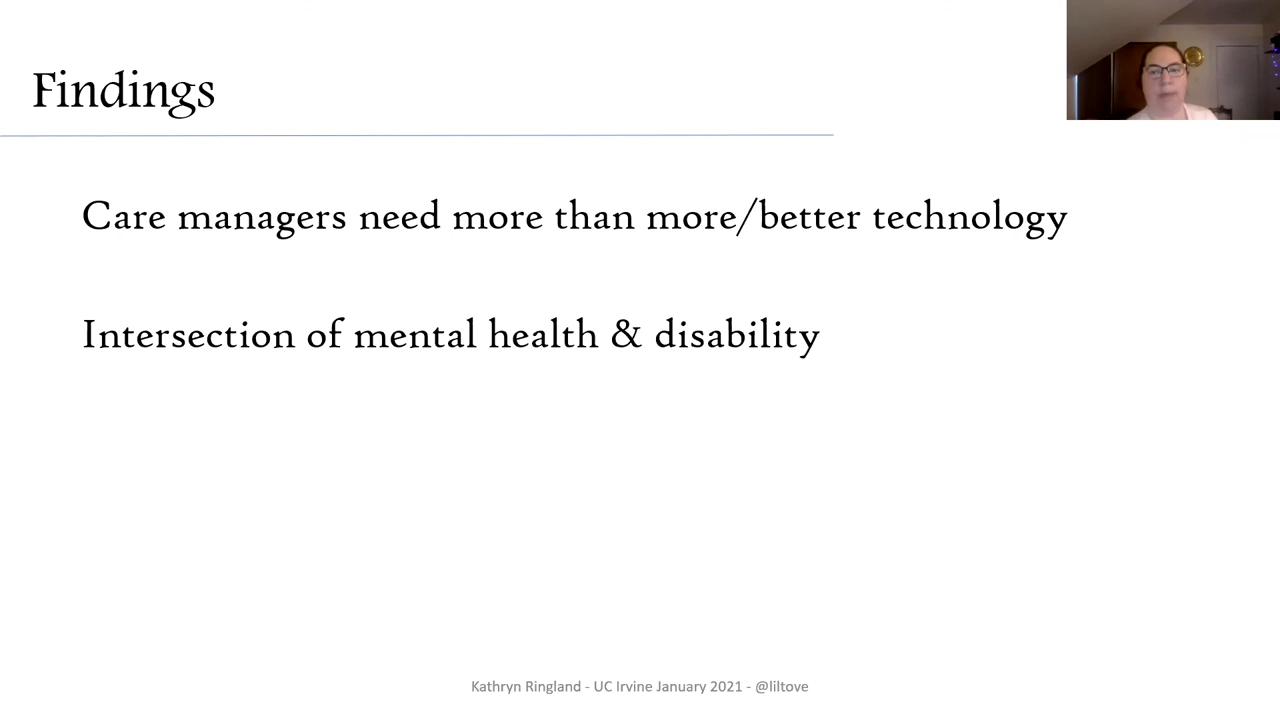 Findings
Care managers need more than more/better technology
Intersection of mental health & disability
Kathryn Ringland - UC Irvine January 2021 - @liltove